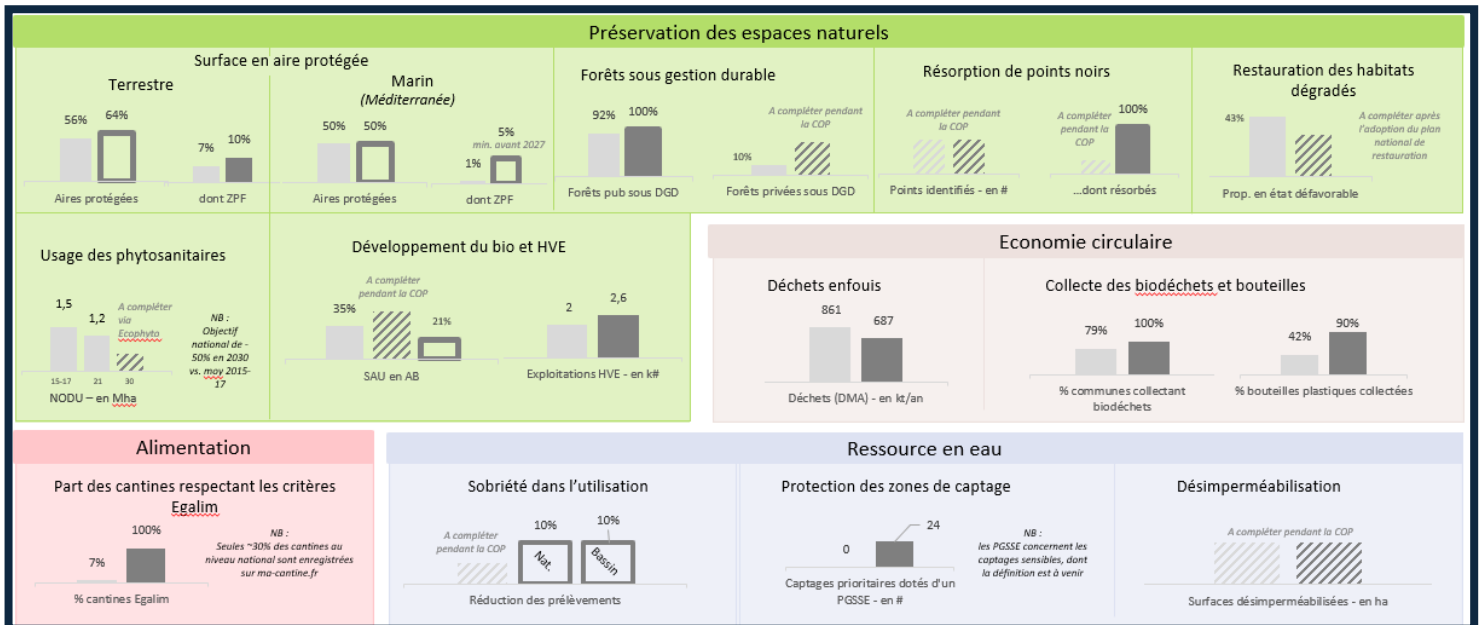 Préservation des espaces naturels
Surface en aire protégée
Terrestre
56%
64%
Aires protégées
7%
10%
dont ZPF
Marin
(Méditerranée)
50%
50%
Aires protégées
5%
min. avant 2027
1%
dont ZPF
Forêts sous gestion durable
92%
100%
Forêts pub sous DGD
A compléter pendant
la COP
10%
Forêts privées sous DGD
Résorption de points noirs
A compléter pendant
la COP
Points identifiés - en #
A compléter
pendant la
COP
100%
...dont résorbés
Restauration des habitats
dégradés
43%
A compléter après
l'adoption du plan
national de
restauration
Prop. en état défavorable
Usage des phytosanitaires
1,5
1,2
A compléter
via
Ecophyto
15-17
21
30
NODU – en Mha
NB :
Objectif
national de -
50% en 2030
vs. moy 2015-
17
Développement du bio et HVE
A compléter
pendant la COP
35%
21%
SAU en AB
2
2,6
Exploitations HVE - en k#
Economie circulaire
Déchets enfouis
861
687
Déchets (DMA) - en kt/an
Collecte des biodéchets et bouteilles
79%
100%
% communes collectant
biodéchets
42%
90%
% bouteilles plastiques collectées
Alimentation
Part des cantines respectant les critères
Egalim
7%
100%
% cantines Egalim
NB :
Seules ~30% des cantines au
niveau national sont enregistrées
sur ma-cantine.fr
Ressource en eau
Sobriété dans l'utilisation
A compléter
pendant la COP
10%
10%
Nat.
Bassin
Réduction des prélèvements
Protection des zones de captage
0
24
Captages prioritaires dotés d'un
PGSSE - en #
NB :
les PGSSE concernent les
captages sensibles, dont
la définition est à venir
Désimperméabilisation
A compléter pendant la COP
Surfaces désimperméabilisées - en ha